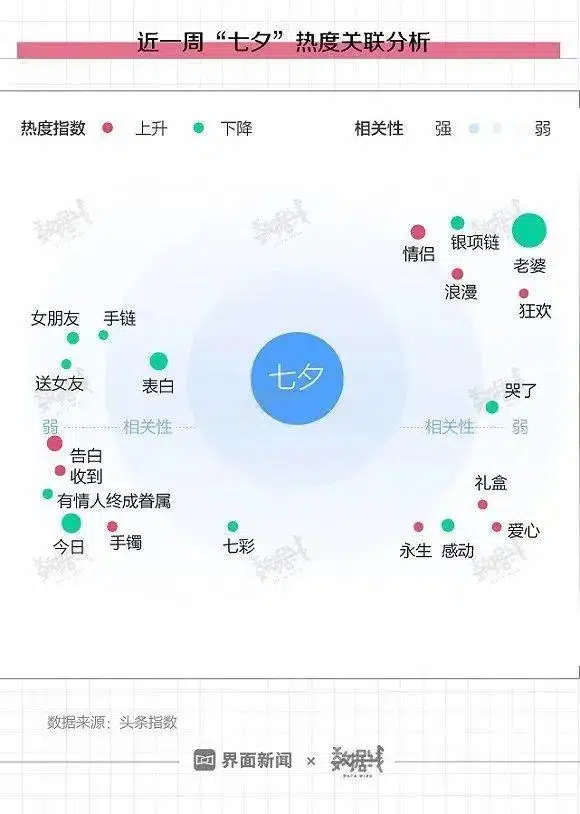 近一周“七夕”热度关联分析
热度指数 上升 下降 相关性 强 弱
情侣
银项链
老婆
浪漫
狂欢
女朋友
手链
送女友
表白
七夕
哭了
弱 相关性
相关性 弱
告白
收到
有情人终成眷属
今日
手镯
七彩
礼盒
永生
感动
爱心
数据来源：头条指数
界面新闻 × 数据线
DATA WIRE